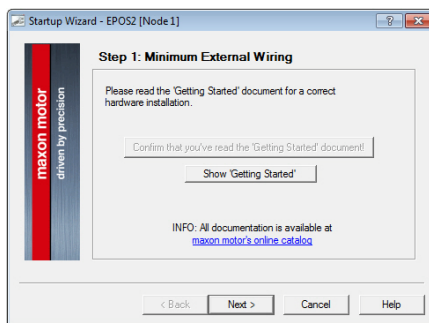 Startup Wizard - EPOS2 [Node 1]
Step 1: Minimum External Wiring
maxon motor
driven by precision
Please read the 'Getting Started' document for a correct
hardware installation.
Confirm that you've read the 'Getting Started' document!
Show 'Getting Started'
INFO: All documentation is available at
maxon motor's online catalog
< Back
Next >
Cancel
Help